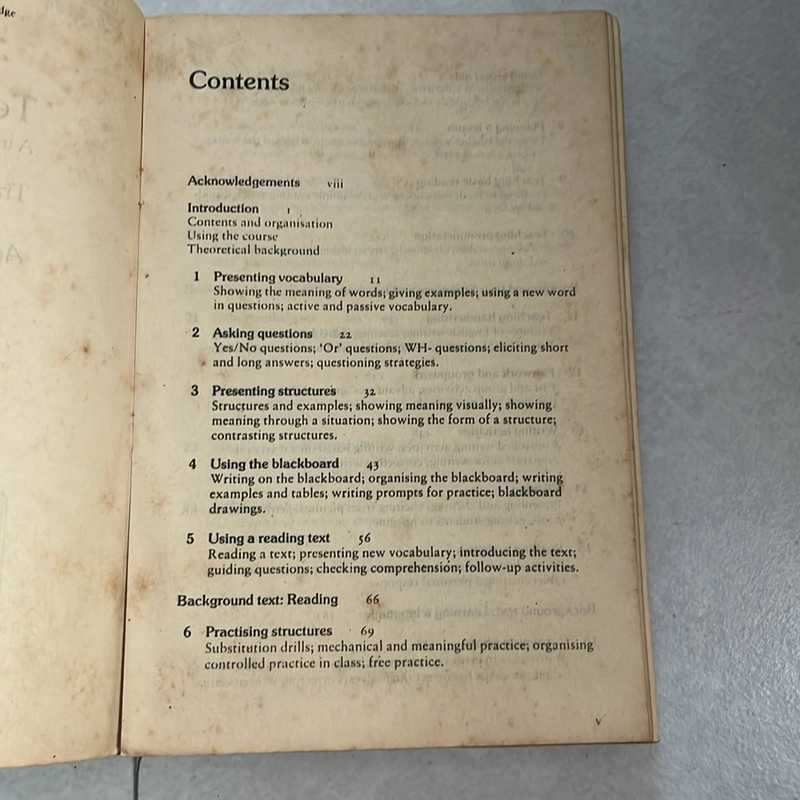 Contents
Acknowledgements viii
Introduction 1
Contents and organisation
Using the course
Theoretical background
1 Presenting vocabulary 11
Showing the meaning of words; giving examples; using a new word
in questions; active and passive vocabulary.
2 Asking questions 22
Yes/No questions; 'Or' questions; WH- questions; eliciting short
and long answers; questioning strategies.
3 Presenting structures 32
Structures and examples; showing meaning visually; showing
meaning through a situation; showing the form of a structure;
contrasting structures.
4 Using the blackboard 43
Writing on the blackboard; organising the blackboard; writing
examples and tables; writing prompts for practice; blackboard
drawings.
5 Using a reading text 56
Reading a text; presenting new vocabulary; introducing the text;
guiding questions; checking comprehension; follow-up activities.
Background text: Reading 66
6 Practising structures 69
Substitution drills; mechanical and meaningful practice; organising
controlled practice in class; free practice.
v